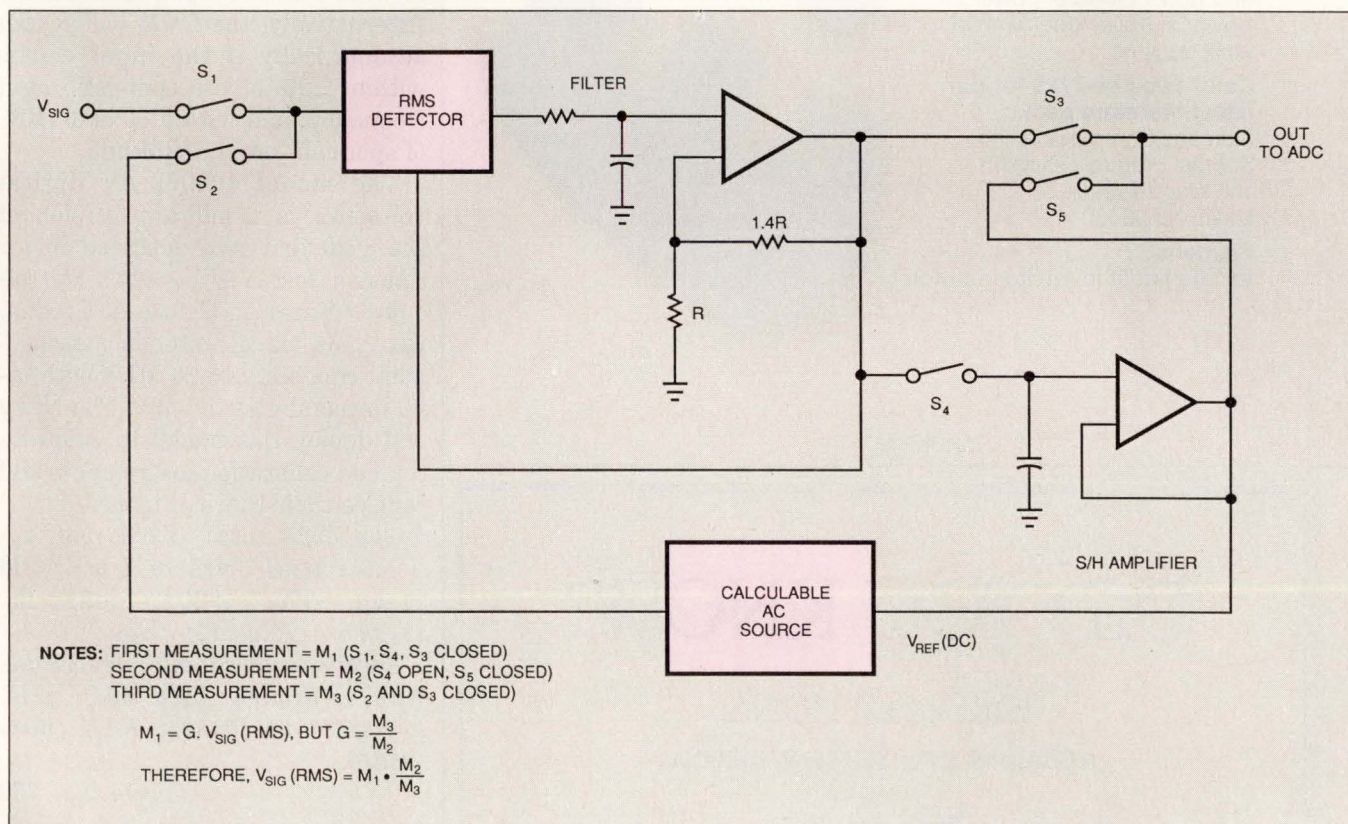 S1
VSIG
S2
RMS
DETECTOR
FILTER
1.4R
R
S3
OUT
TO ADC
S5
S4
S/H AMPLIFIER
CALCULABLE
AC
SOURCE
VREF(DC)
NOTES: FIRST MEASUREMENT = M1 (S1, S4, S3 CLOSED)
SECOND MEASUREMENT = M2 (S4 OPEN, S5 CLOSED)
THIRD MEASUREMENT = M3 (S2 AND S3 CLOSED)
M1 = G. VSIG (RMS), BUT G = M3/M2
THEREFORE, VSIG (RMS) = M1 • M2/M3